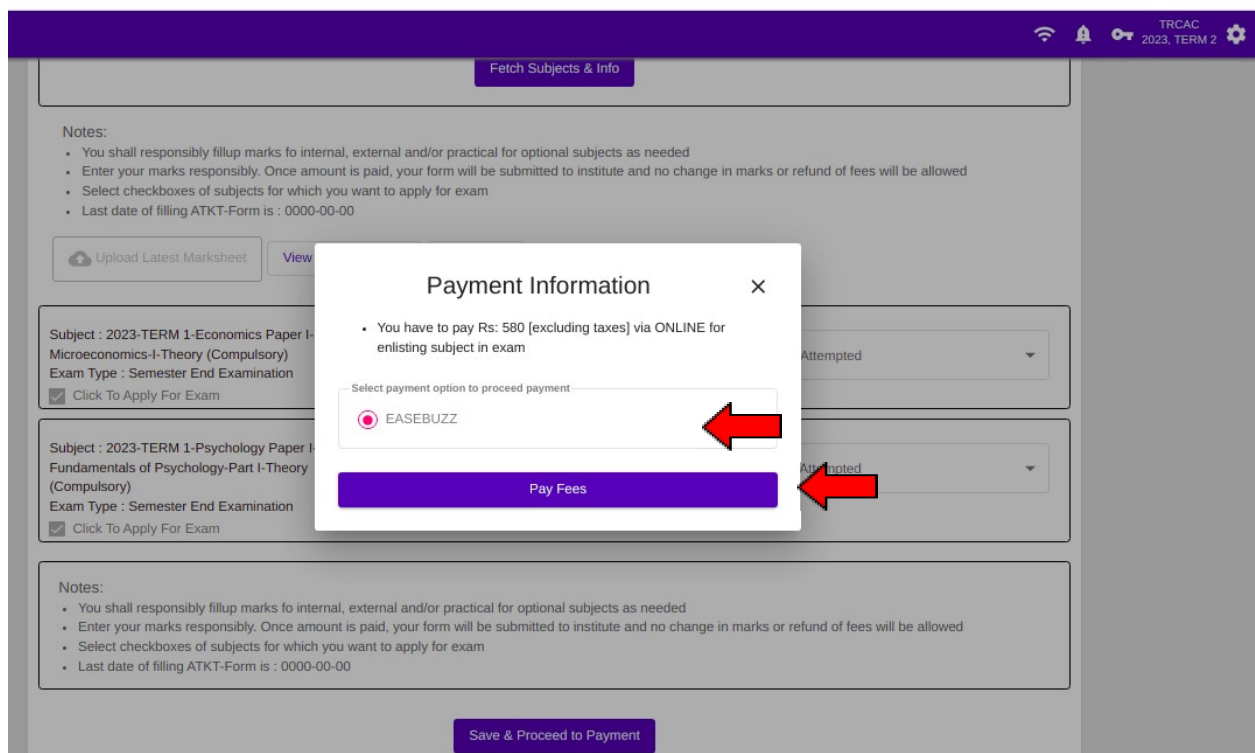 TRCAC
2023, TERM 2
Fetch Subjects & Info
Notes:
You shall responsibly fillup marks fo internal, external and/or practical for optional subjects as needed
Enter your marks responsibly. Once amount is paid, your form will be submitted to institute and no change in marks or refund of fees will be allowed
Select checkboxes of subjects for which you want to apply for exam
Last date of filling ATKT-Form is : 0000-00-00
Upload Latest Marksheet
View
Payment Information
You have to pay Rs: 580 [excluding taxes] via ONLINE for
enlisting subject in exam
Select payment option to proceed payment
EASEBUZZ
Pay Fees
Subject : 2023-TERM 1-Economics Paper I-
Microeconomics-I-Theory (Compulsory)
Exam Type : Semester End Examination
Click To Apply For Exam
Attempted
Subject : 2023-TERM 1-Psychology Paper I
Fundamentals of Psychology-Part I-Theory
(Compulsory)
Exam Type : Semester End Examination
Click To Apply For Exam
Attempted
Notes:
You shall responsibly fillup marks fo internal, external and/or practical for optional subjects as needed
Enter your marks responsibly. Once amount is paid, your form will be submitted to institute and no change in marks or refund of fees will be allowed
Select checkboxes of subjects for which you want to apply for exam
Last date of filling ATKT-Form is : 0000-00-00
Save & Proceed to Payment